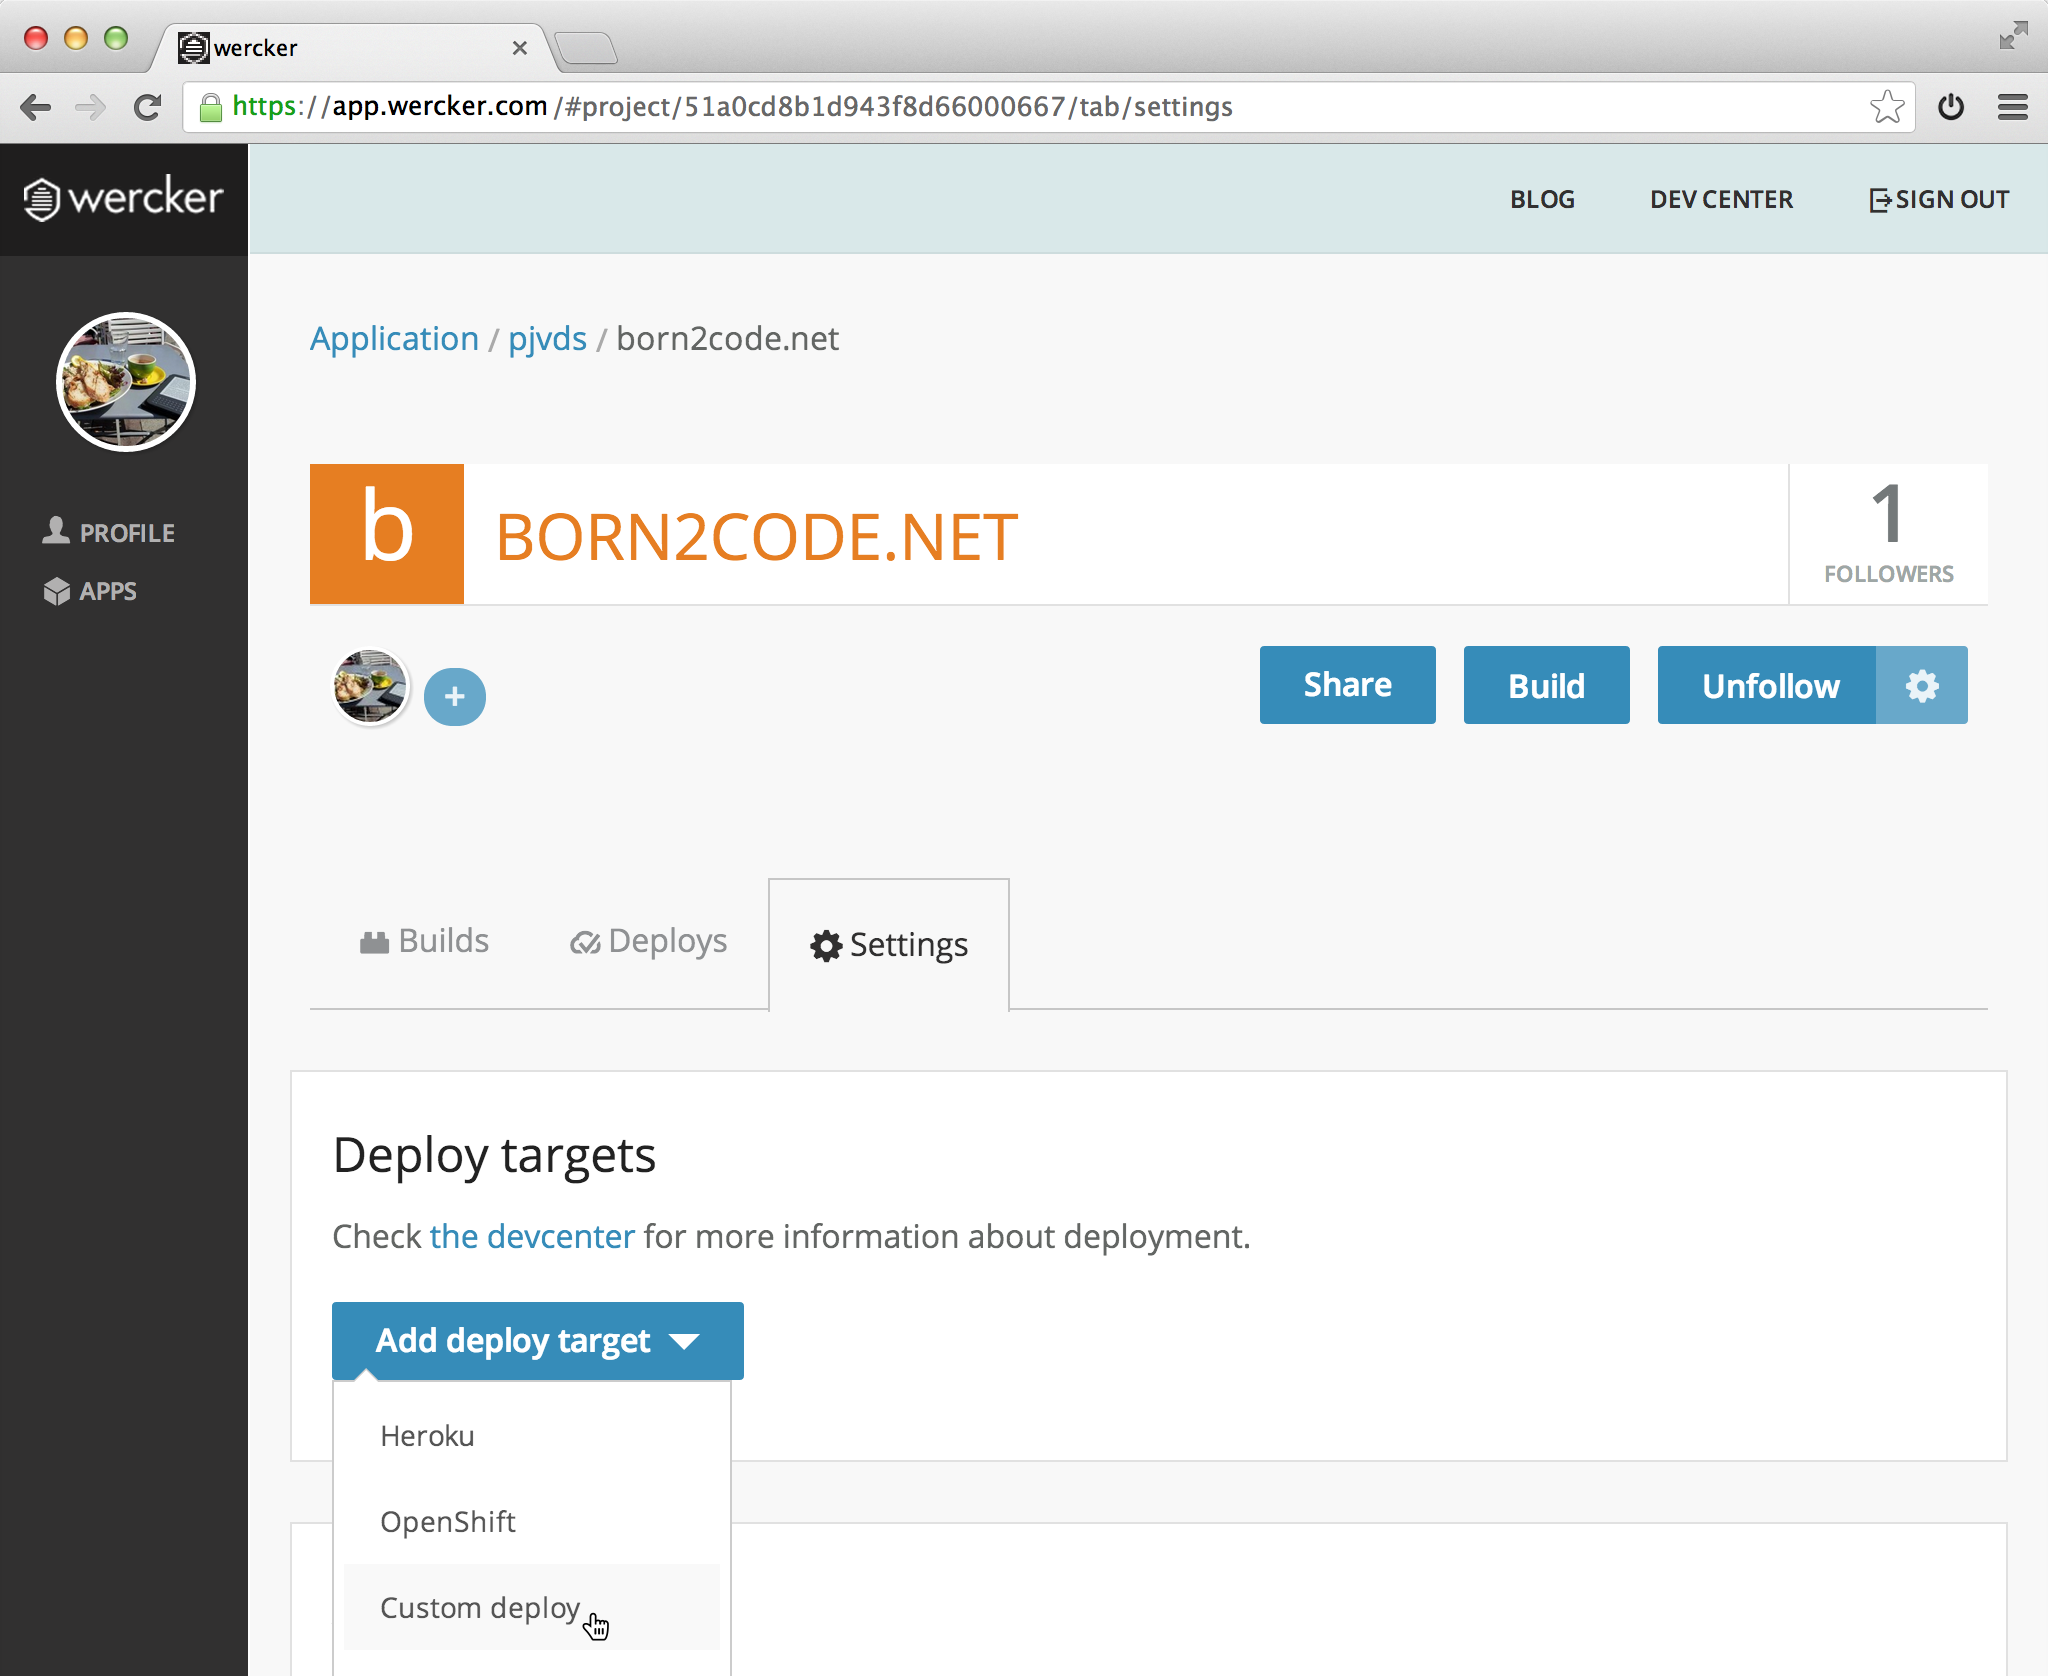 wercker
https://app.wercker.com/#project/51a0cd8b1d943f8d66000667/tab/settings
wercker
BLOG DEV CENTER SIGN OUT
PROFILE
APPS
Application / pjvds / born2code.net
b BORN2CODE.NET
1
FOLLOWERS
+ Share Build Unfollow
Builds Deploys Settings
Deploy targets
Check the devcenter for more information about deployment.
Add deploy target
Heroku
OpenShift
Custom deploy